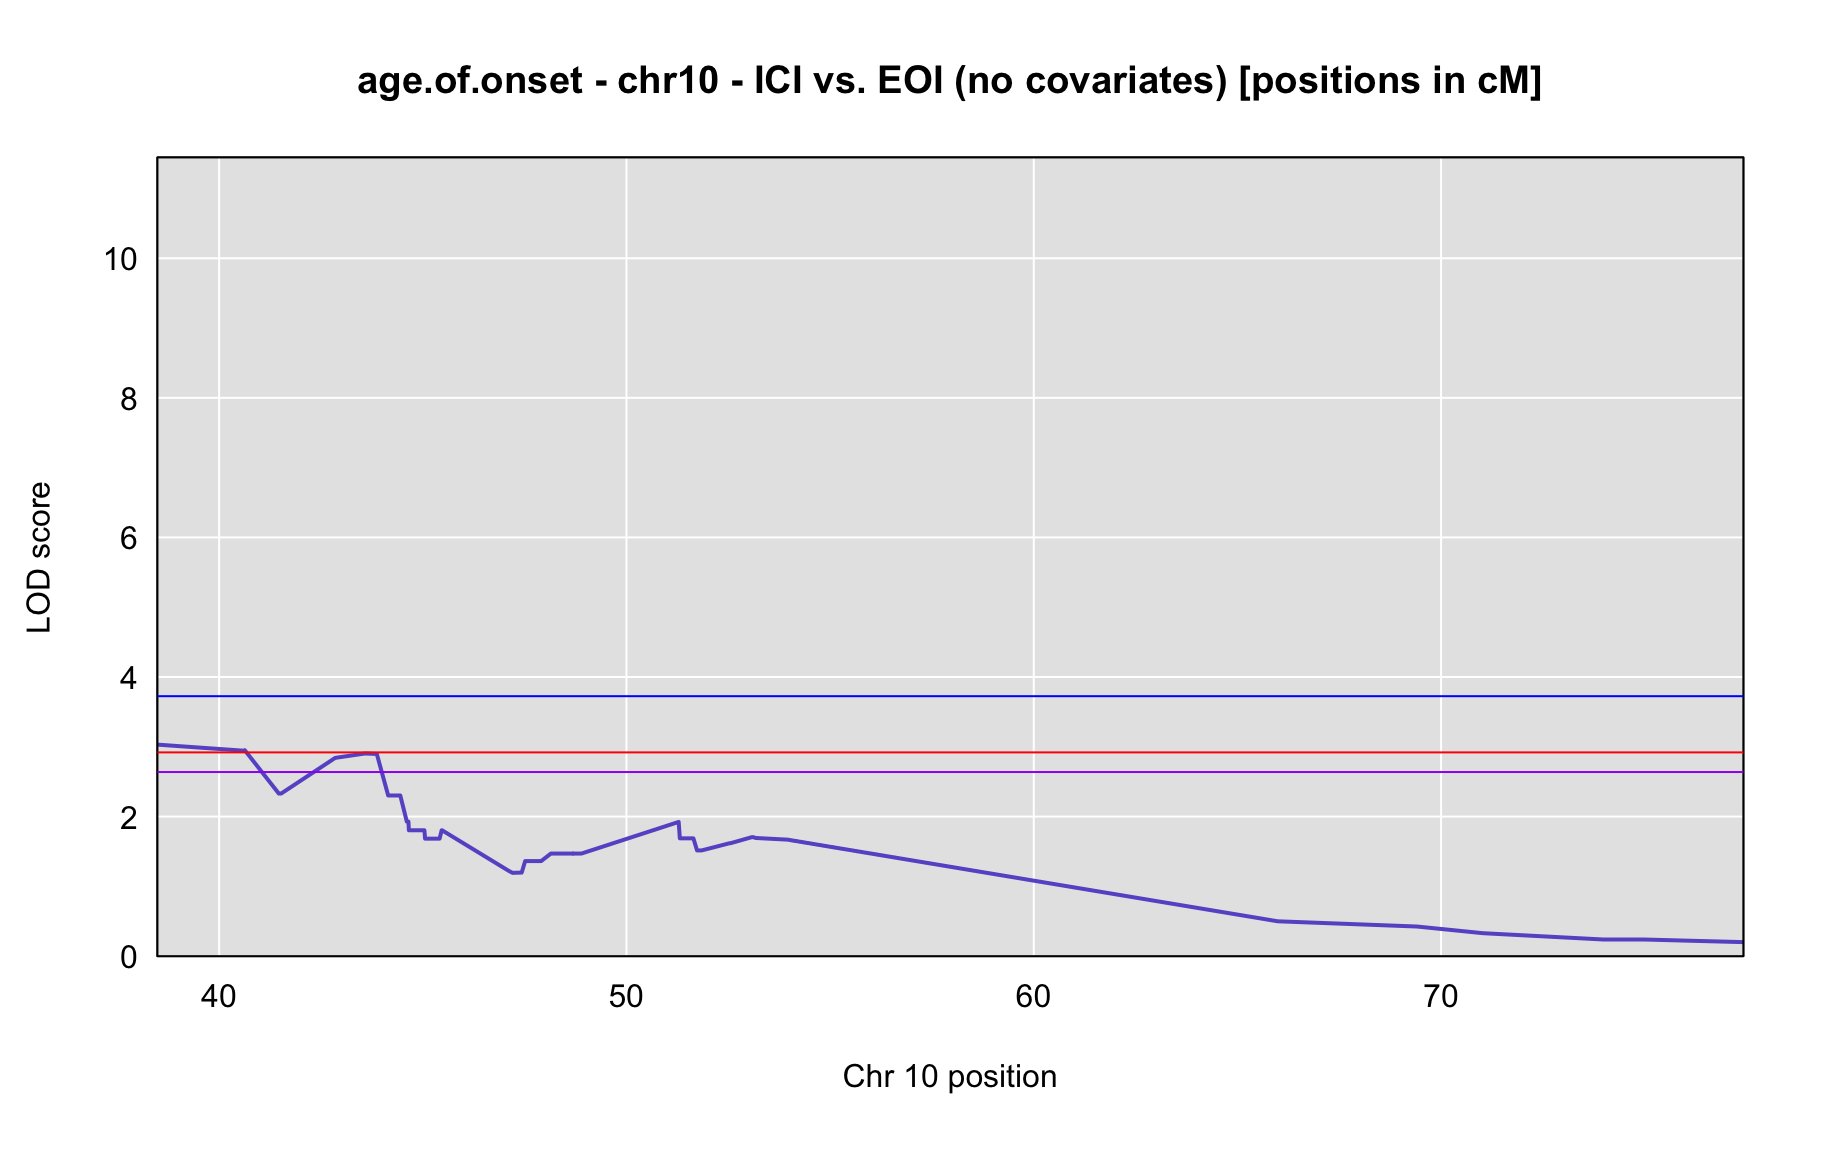 age.of.onset - chr10 - ICI vs. EOI (no covariates) [positions in cM]
10
8
6
4
2
0
LOD score
40 50 60 70
Chr 10 position